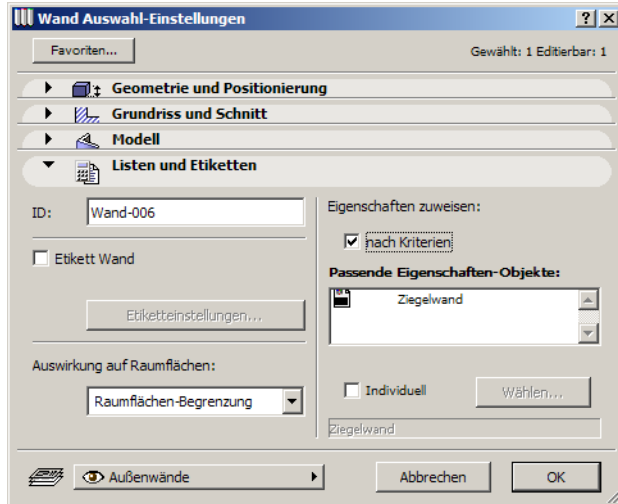 Wand Auswahl-Einstellungen
Favoriten...
Gewählt: 1 Editierbar: 1
Geometrie und Positionierung
Grundriss und Schnitt
Modell
Listen und Etiketten
ID:
Wand-006
Etikett Wand
Etiketteinstellungen...
Auswirkung auf Raumflächen:
Raumflächen-Begrenzung
Eigenschaften zuweisen:
nach Kriterien
Passende Eigenschaften-Objekte:
Ziegelwand
Individuell
Wählen...
Ziegelwand
Außenwände
Abbrechen
OK